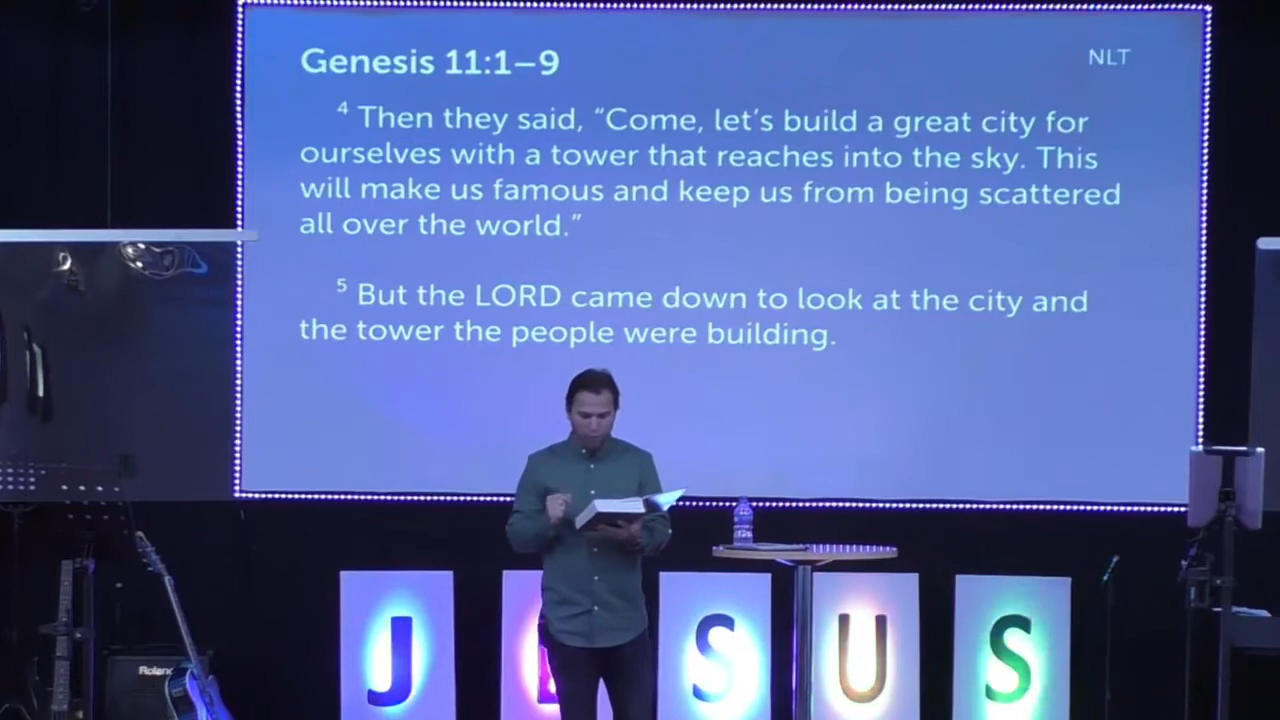 Genesis 11:1–9
NLT
4 Then they said, “Come, let’s build a great city for
ourselves with a tower that reaches into the sky. This
will make us famous and keep us from being scattered
all over the world.”
5 But the LORD came down to look at the city and
the tower the people were building.
JESUS
Roland